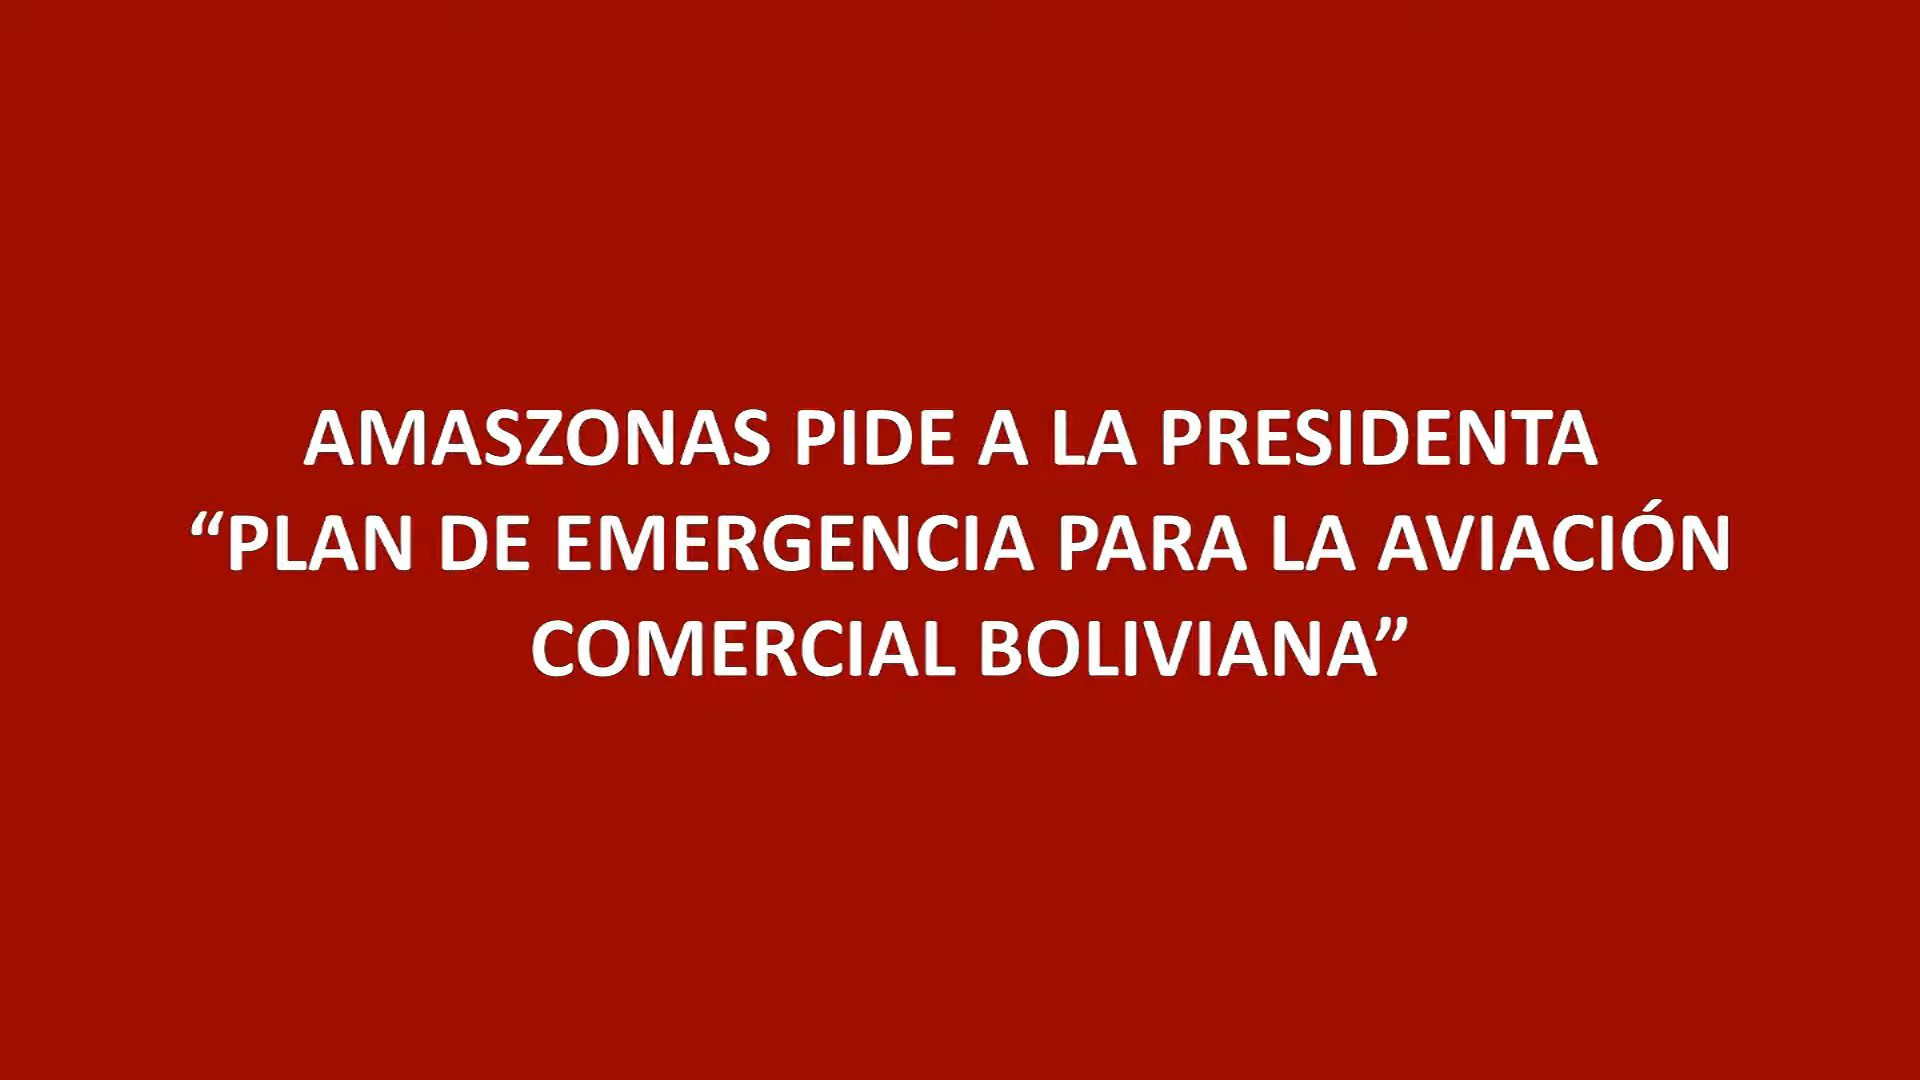 AMASZONAS PIDE A LA PRESIDENTA
“PLAN DE EMERGENCIA PARA LA AVIACIÓN
COMERCIAL BOLIVIANA”